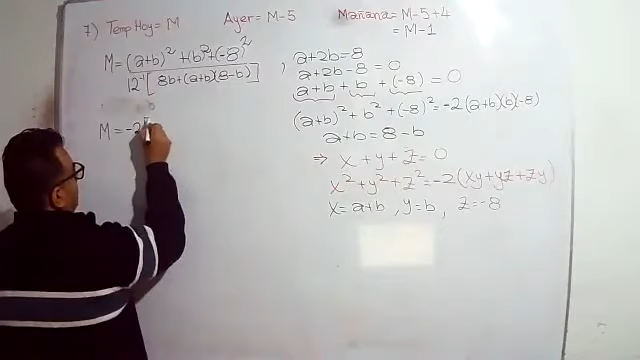 7) Temp Hoy = M Ayer = M-5 Mañana = M-5+4
= M-1
M = (a+b)² + (b)² + (-8)² , a+2b = 8
12⁻¹[8b+(a+b)(8-b)] a+2b-8 = 0
a+b + b + (-8) = 0
(a+b)² + b² + (-8)² = -2(a+b)(b)(-8)
M = -2[ a+b = 8-b
⇒ x+y+z = 0
x²+y²+z² = -2(xy+yz+zy)
x = a+b , y = b , z = -8